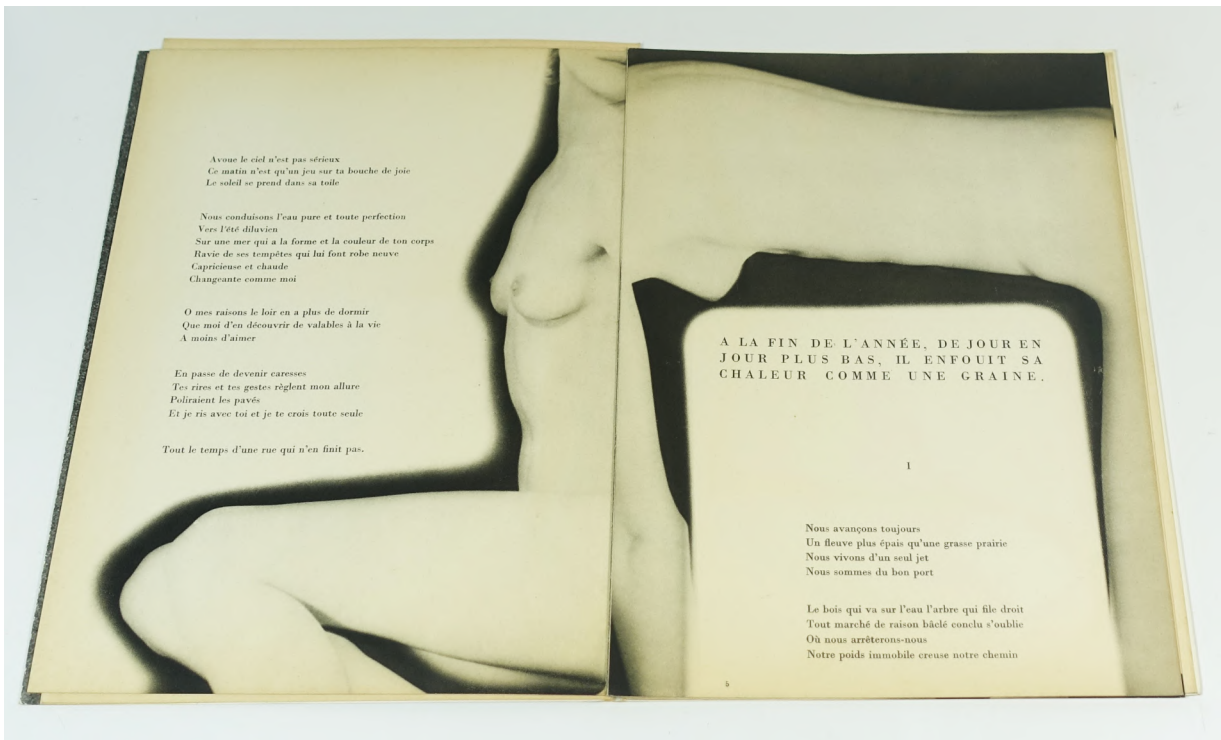 Avoue le ciel n'est pas sérieux
Ce matin n'est qu'un jeu sur ta bouche de joie
Le soleil se prend dans sa toile
Nous conduisons l'eau pure et toute perfection
Vers l'été diluvien
Sur une mer qui a la forme et la couleur de ton corps
Ravie de ses tempêtes qui lui font robe neuve
Capricieuse et chaude
Changeante comme moi
O mes raisons le loir en a plus de dormir
Que moi d'en découvrir de valables à la vie
A moins d'aimer
En passe de devenir caresses
Tes rires et tes gestes règlent mon allure
Poliraient les pavés
Et je ris avec toi et je te crois toute seule
Tout le temps d'une rue qui n'en finit pas.
A LA FIN DE L'ANNÉE, DE JOUR EN
JOUR PLUS BAS, IL ENFOUIT SA
CHALEUR COMME UNE GRAINE.
1
Nous avançons toujours
Un fleuve plus épais qu'une grasse prairie
Nous vivons d'un seul jet
Nous sommes du bon port
Le bois qui va sur l'eau l'arbre qui file droit
Tout marché de raison bâclé conclu s'oublie
Où nous arrêterons-nous
Notre poids immobile creuse notre chemin
5